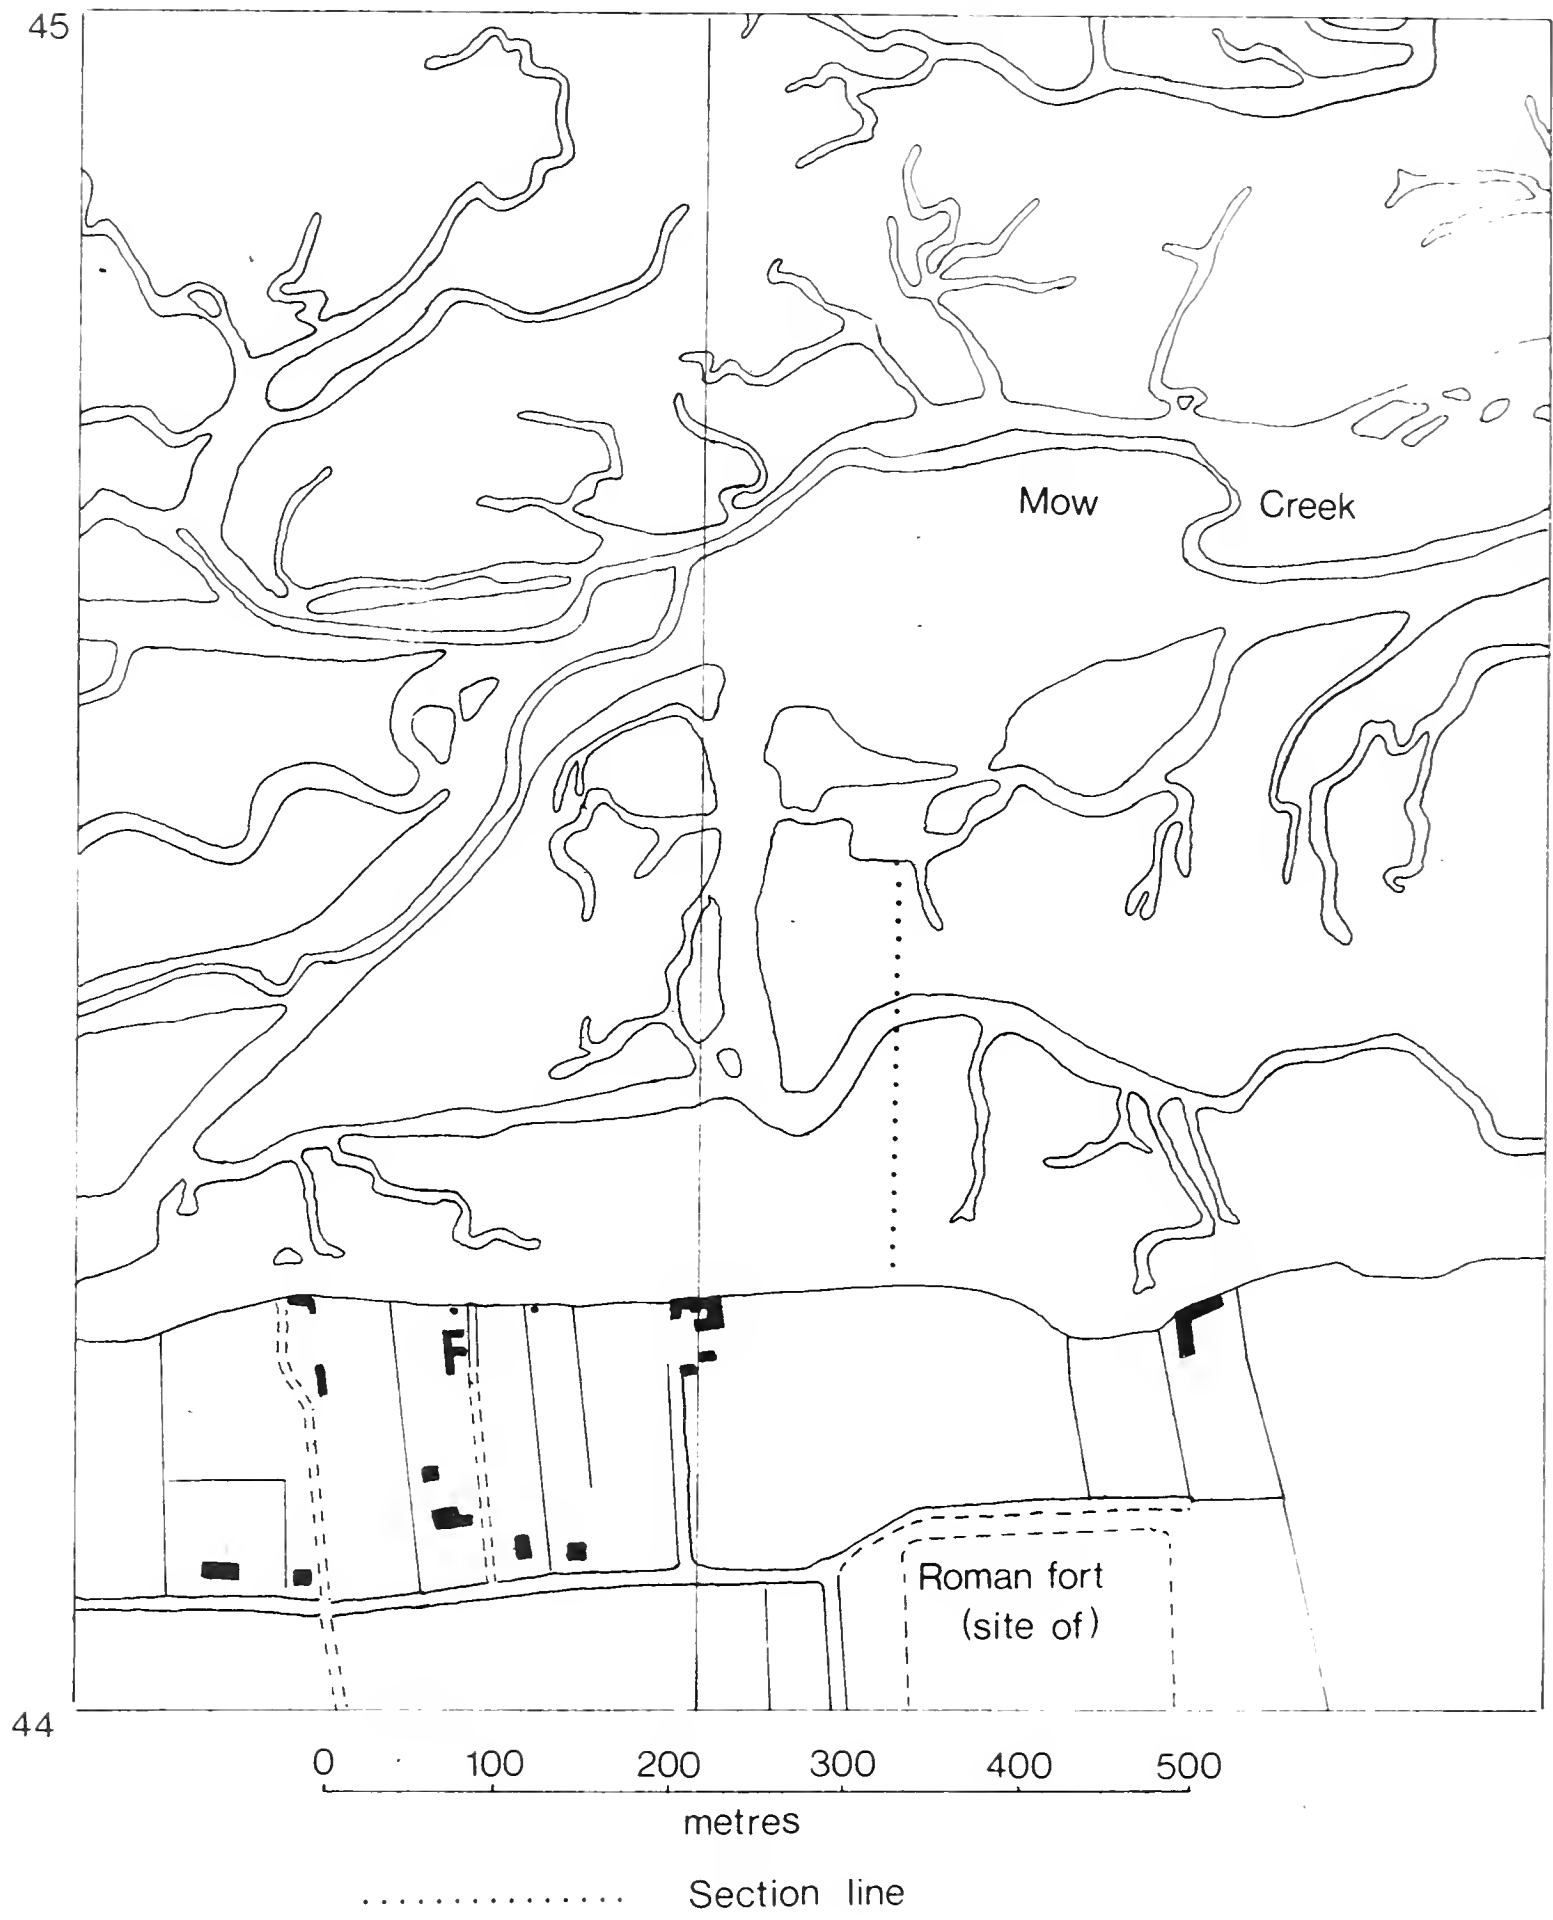 45
Mow Creek
Roman fort
(site of)
44
0 100 200 300 400 500
metres
Section line